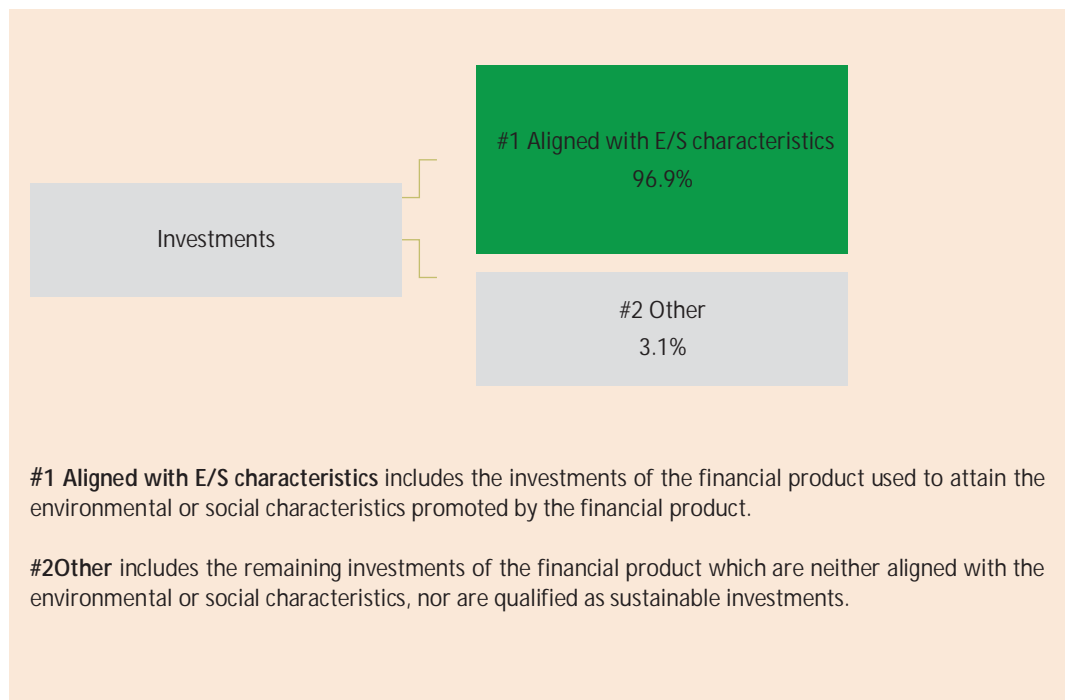 #1 Aligned with E/S characteristics
96.9%
Investments
#2 Other
3.1%
#1 Aligned with E/S characteristics includes the investments of the financial product used to attain the
environmental or social characteristics promoted by the financial product.
#2Other includes the remaining investments of the financial product which are neither aligned with the
environmental or social characteristics, nor are qualified as sustainable investments.